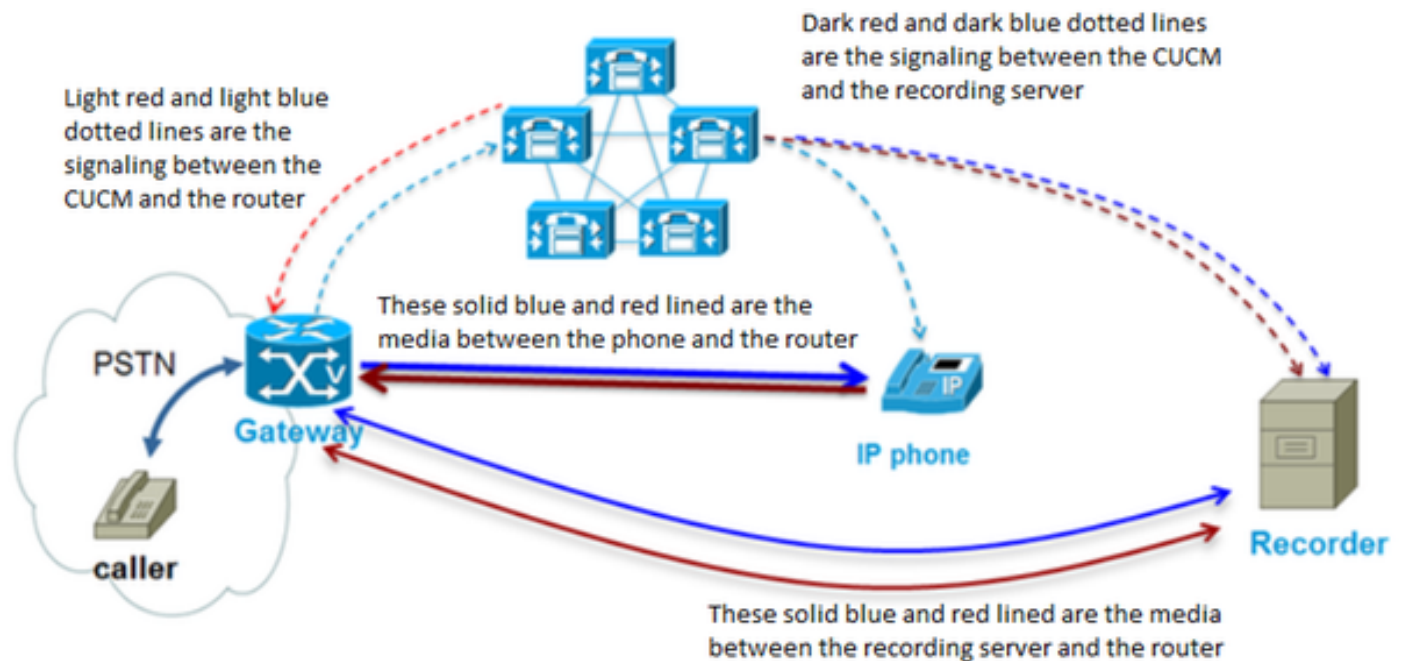 Dark red and dark blue dotted lines
are the signaling between the CUCM
and the recording server
Light red and light blue
dotted lines are the
signaling between the
CUCM and the router
These solid blue and red lined are the
media between the phone and the router
PSTN
V
IP
Gateway
IP phone
caller
Recorder
These solid blue and red lined are the media
between the recording server and the router